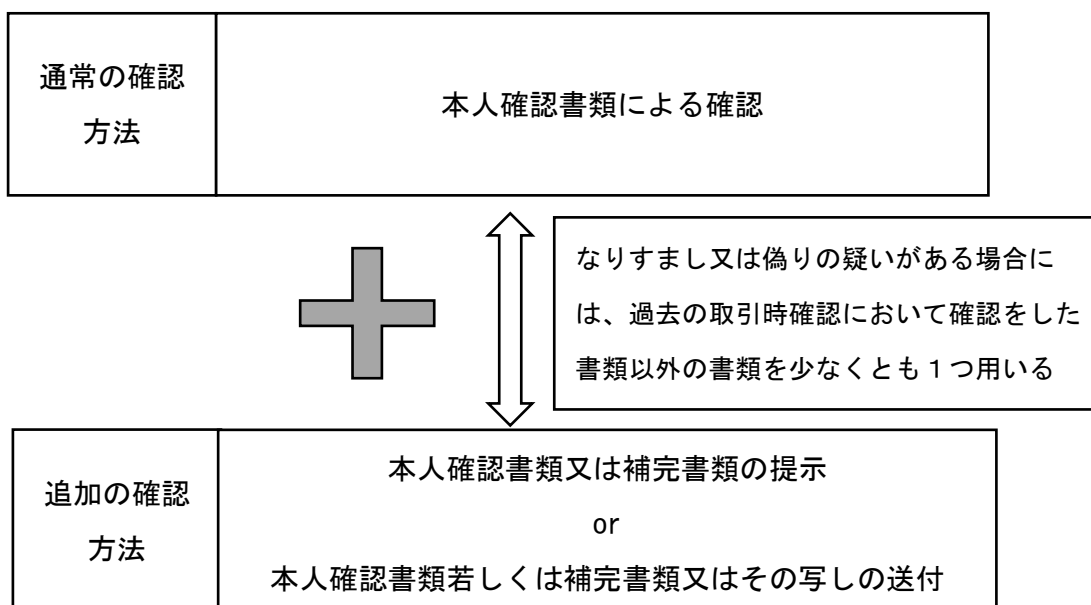 通常の確認
方法
本人確認書類による確認
なりすまし又は偽りの疑いがある場合に
は、過去の取引時確認において確認をした
書類以外の書類を少なくとも１つ用いる
追加の確認
方法
本人確認書類又は補完書類の提示
or
本人確認書類若しくは補完書類又はその写しの送付